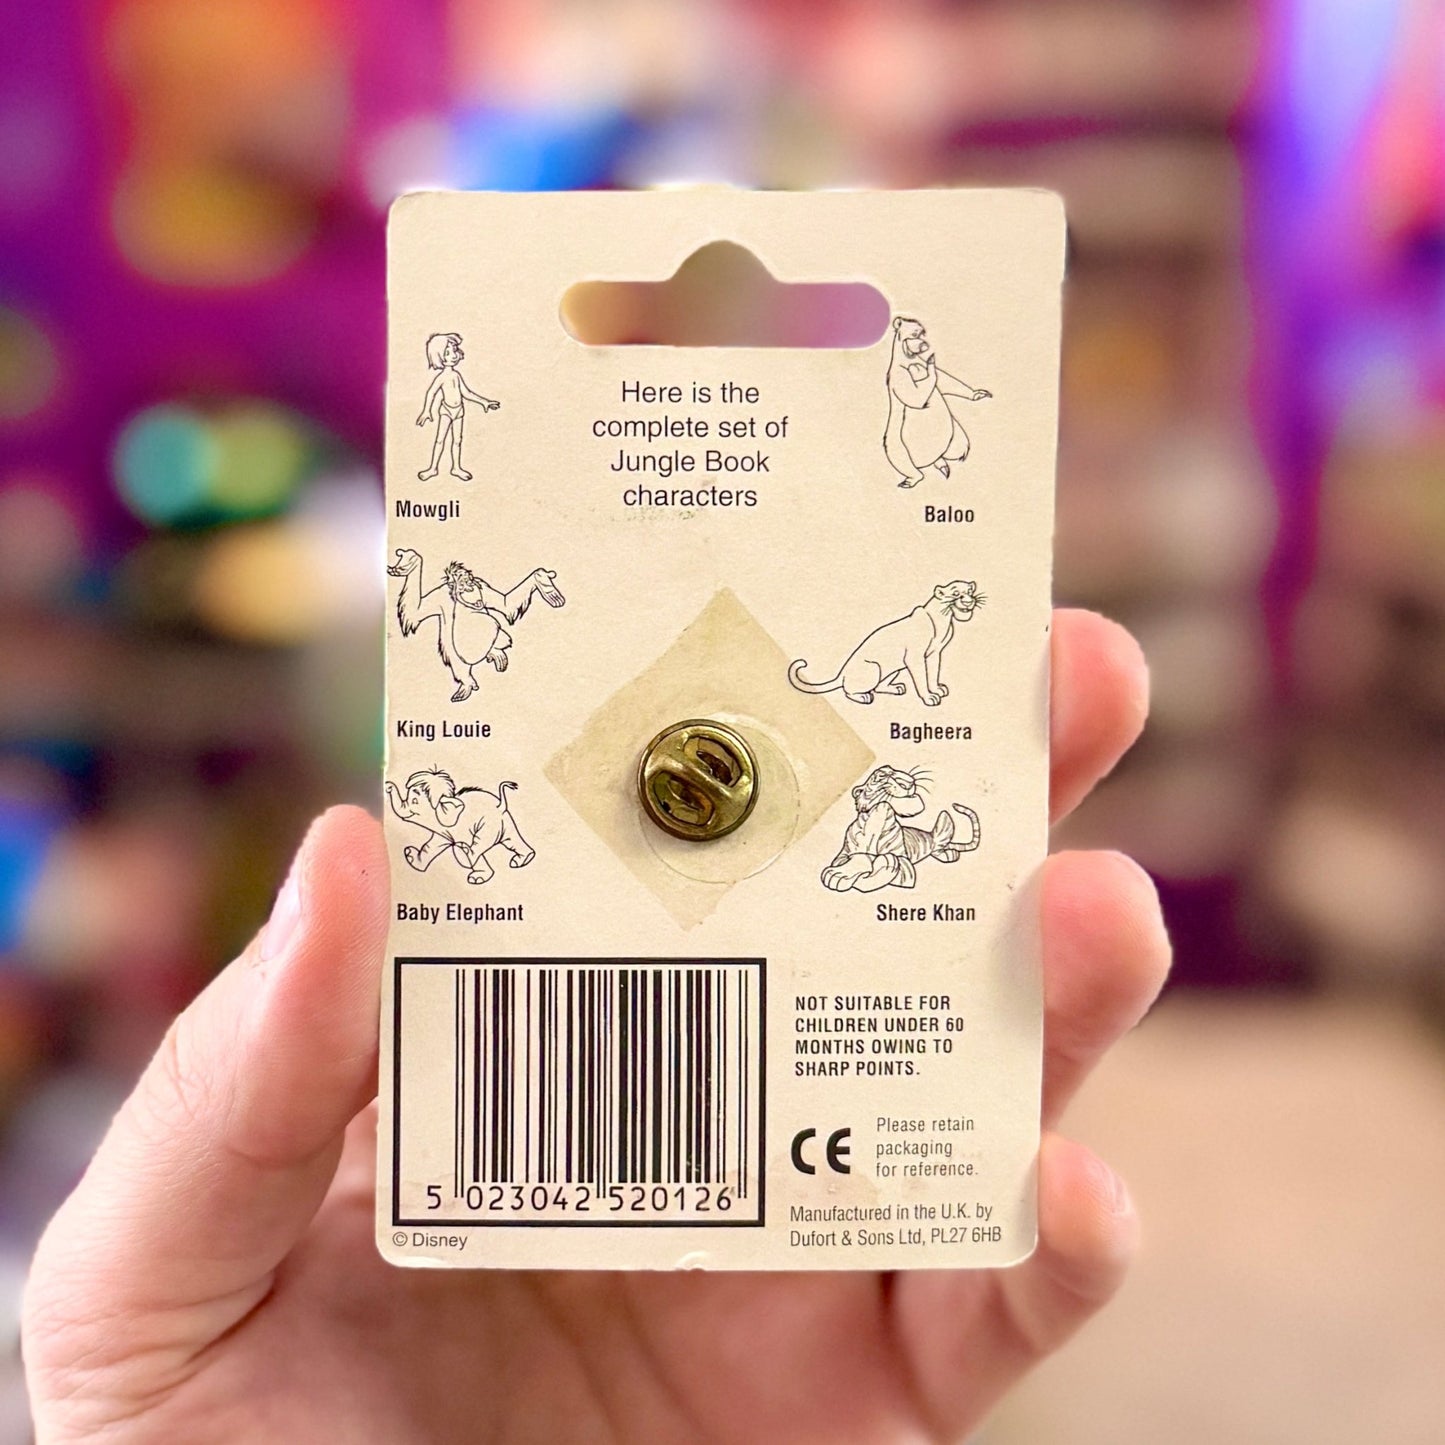 Here is the
complete set of
Jungle Book
characters
Mowgli
Baloo
King Louie
Bagheera
Baby Elephant
Shere Khan
NOT SUITABLE FOR
CHILDREN UNDER 60
MONTHS OWING TO
SHARP POINTS.
CE
Please retain
packaging
for reference.
5 023042 520126
© Disney
Manufactured in the U.K. by
Dufort & Sons Ltd, PL27 6HB